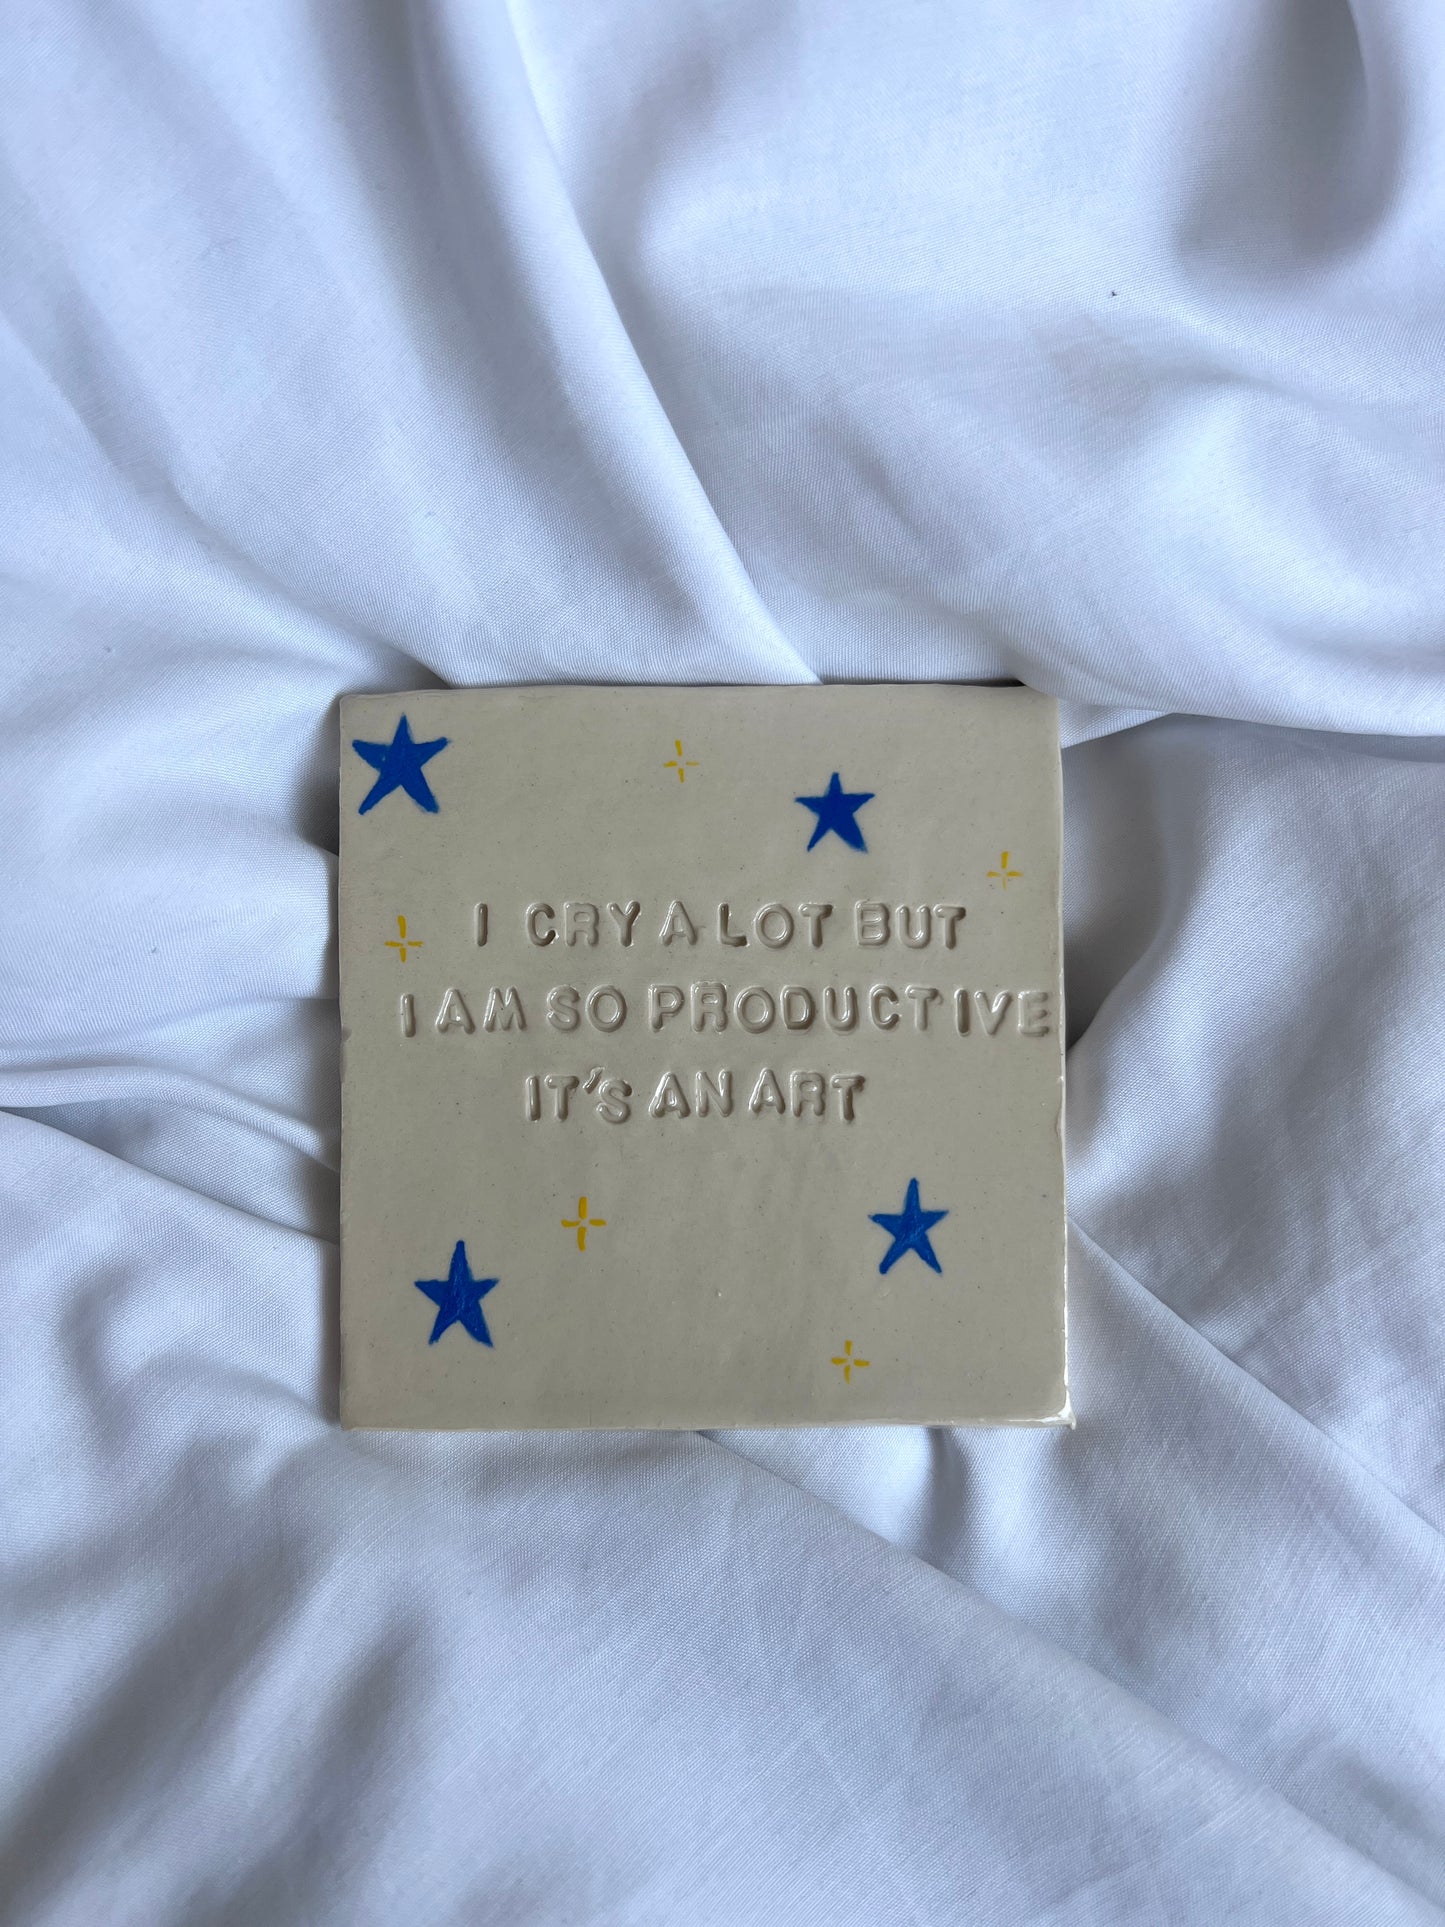 I CRY A LOT BUT
I AM SO PRODUCTIVE
IT'S AN ART